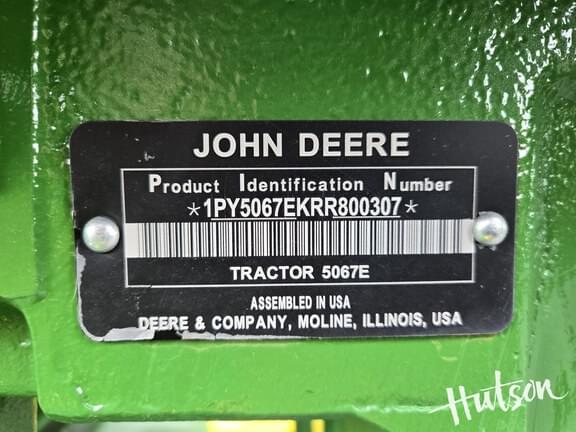 JOHN DEERE
Product Identification Number
*1PY5067EKRR800307*
TRACTOR 5067E
ASSEMBLED IN USA
DEERE & COMPANY, MOLINE, ILLINOIS, USA
Hutson